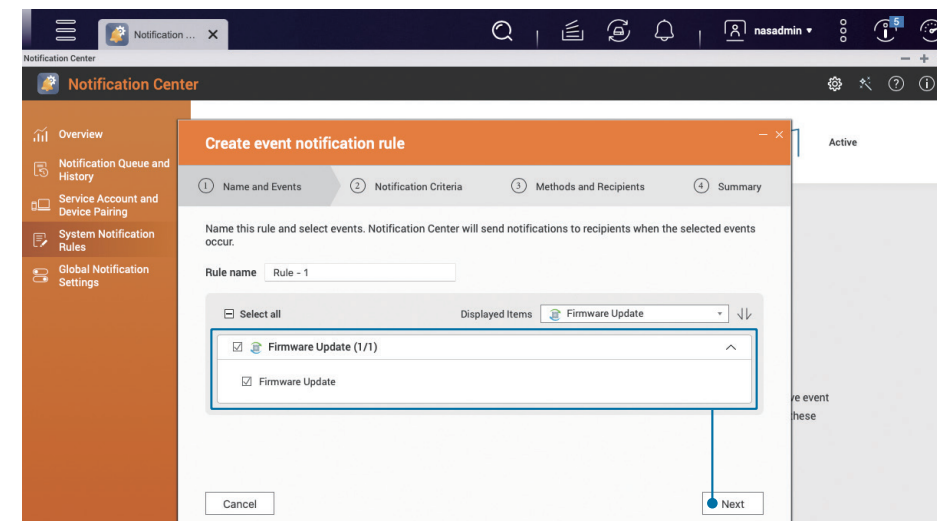 Notification ...
nasadmin
5
Notification Center
Notification Center
Overview
Active
Notification Queue and
History
Service Account and
Device Pairing
System Notification
Rules
Global Notification
Settings
Create event notification rule
1 Name and Events
2 Notification Criteria
3 Methods and Recipients
4 Summary
Name this rule and select events. Notification Center will send notifications to recipients when the selected events
occur.
Rule name Rule - 1
Select all
Displayed Items Firmware Update
Firmware Update (1/1)
Firmware Update
ve event
these
Cancel
Next